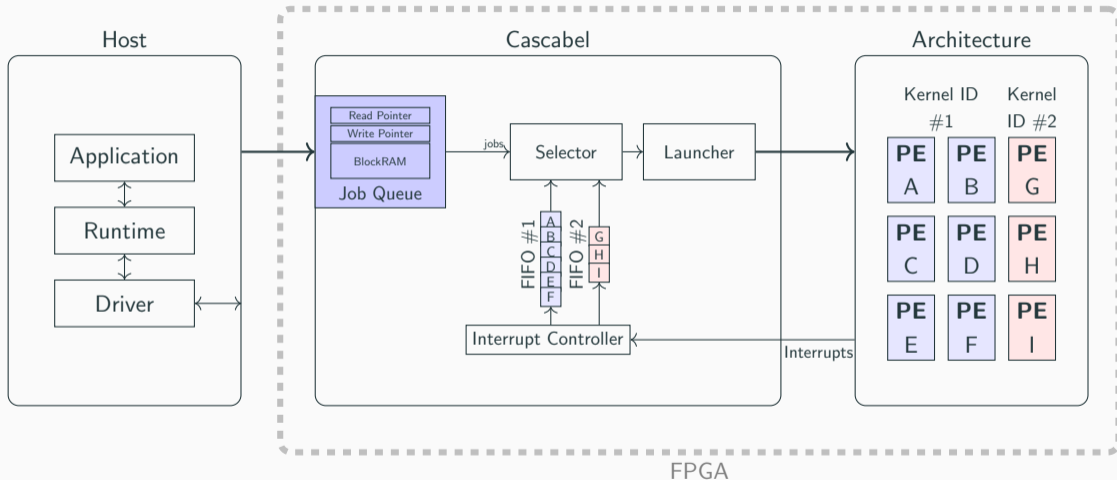 Host
Application
Runtime
Driver
Cascabel
Read Pointer
Write Pointer
BlockRAM
Job Queue
jobs
Selector
Launcher
FIFO #1
A
B
C
D
E
F
FIFO #2
G
H
I
Interrupt Controller
Interrupts
Architecture
Kernel ID
#1
Kernel
ID #2
PE
A
PE
B
PE
G
PE
C
PE
D
PE
H
PE
E
PE
F
PE
I
FPGA